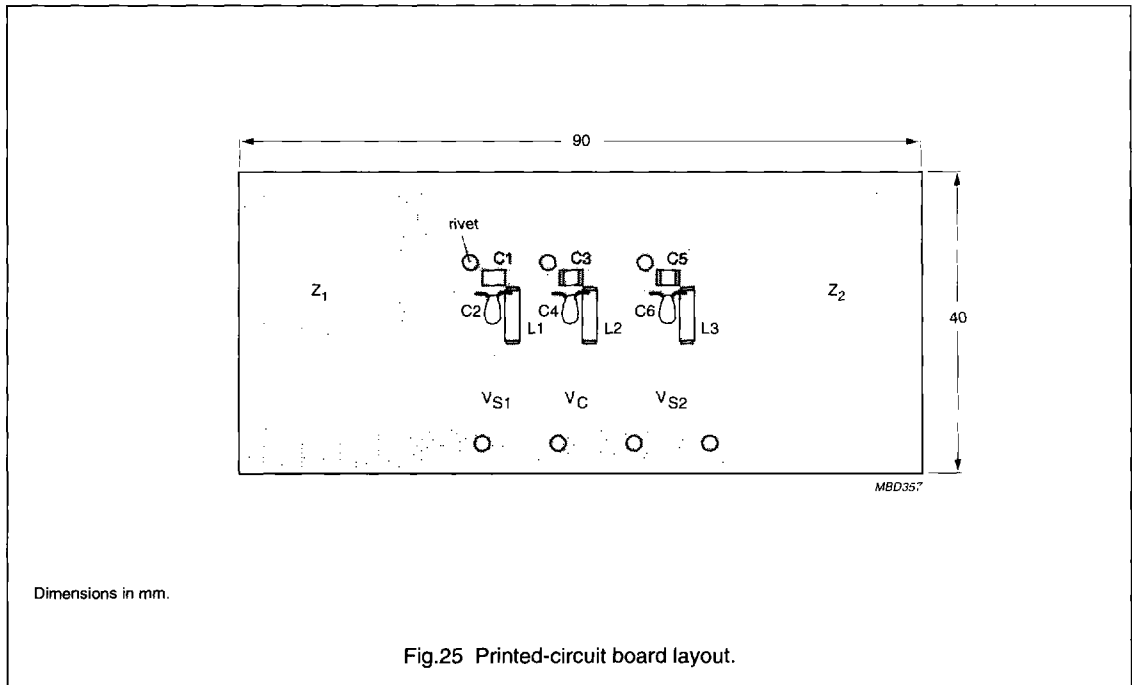 90
rivet
C1 C3 C5
Z1 Z2
C2 C4 C6
40
L1 L2 L3
VS1 VC VS2
MBD357
Dimensions in mm.
Fig.25 Printed-circuit board layout.